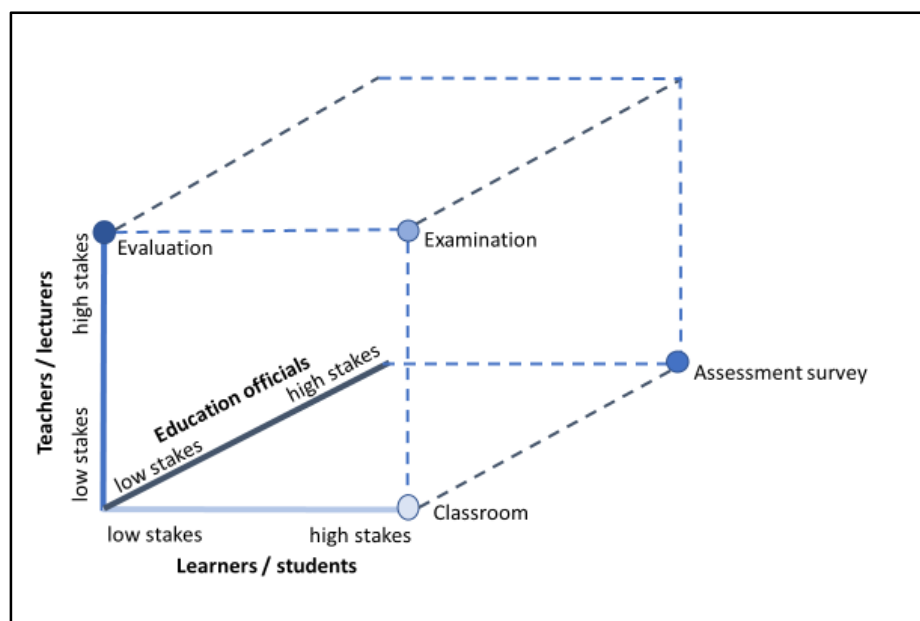 Evaluation
Examination
Teachers / lecturers
high stakes
low stakes
Education officials
high stakes
low stakes
Assessment survey
Classroom
low stakes
high stakes
Learners / students